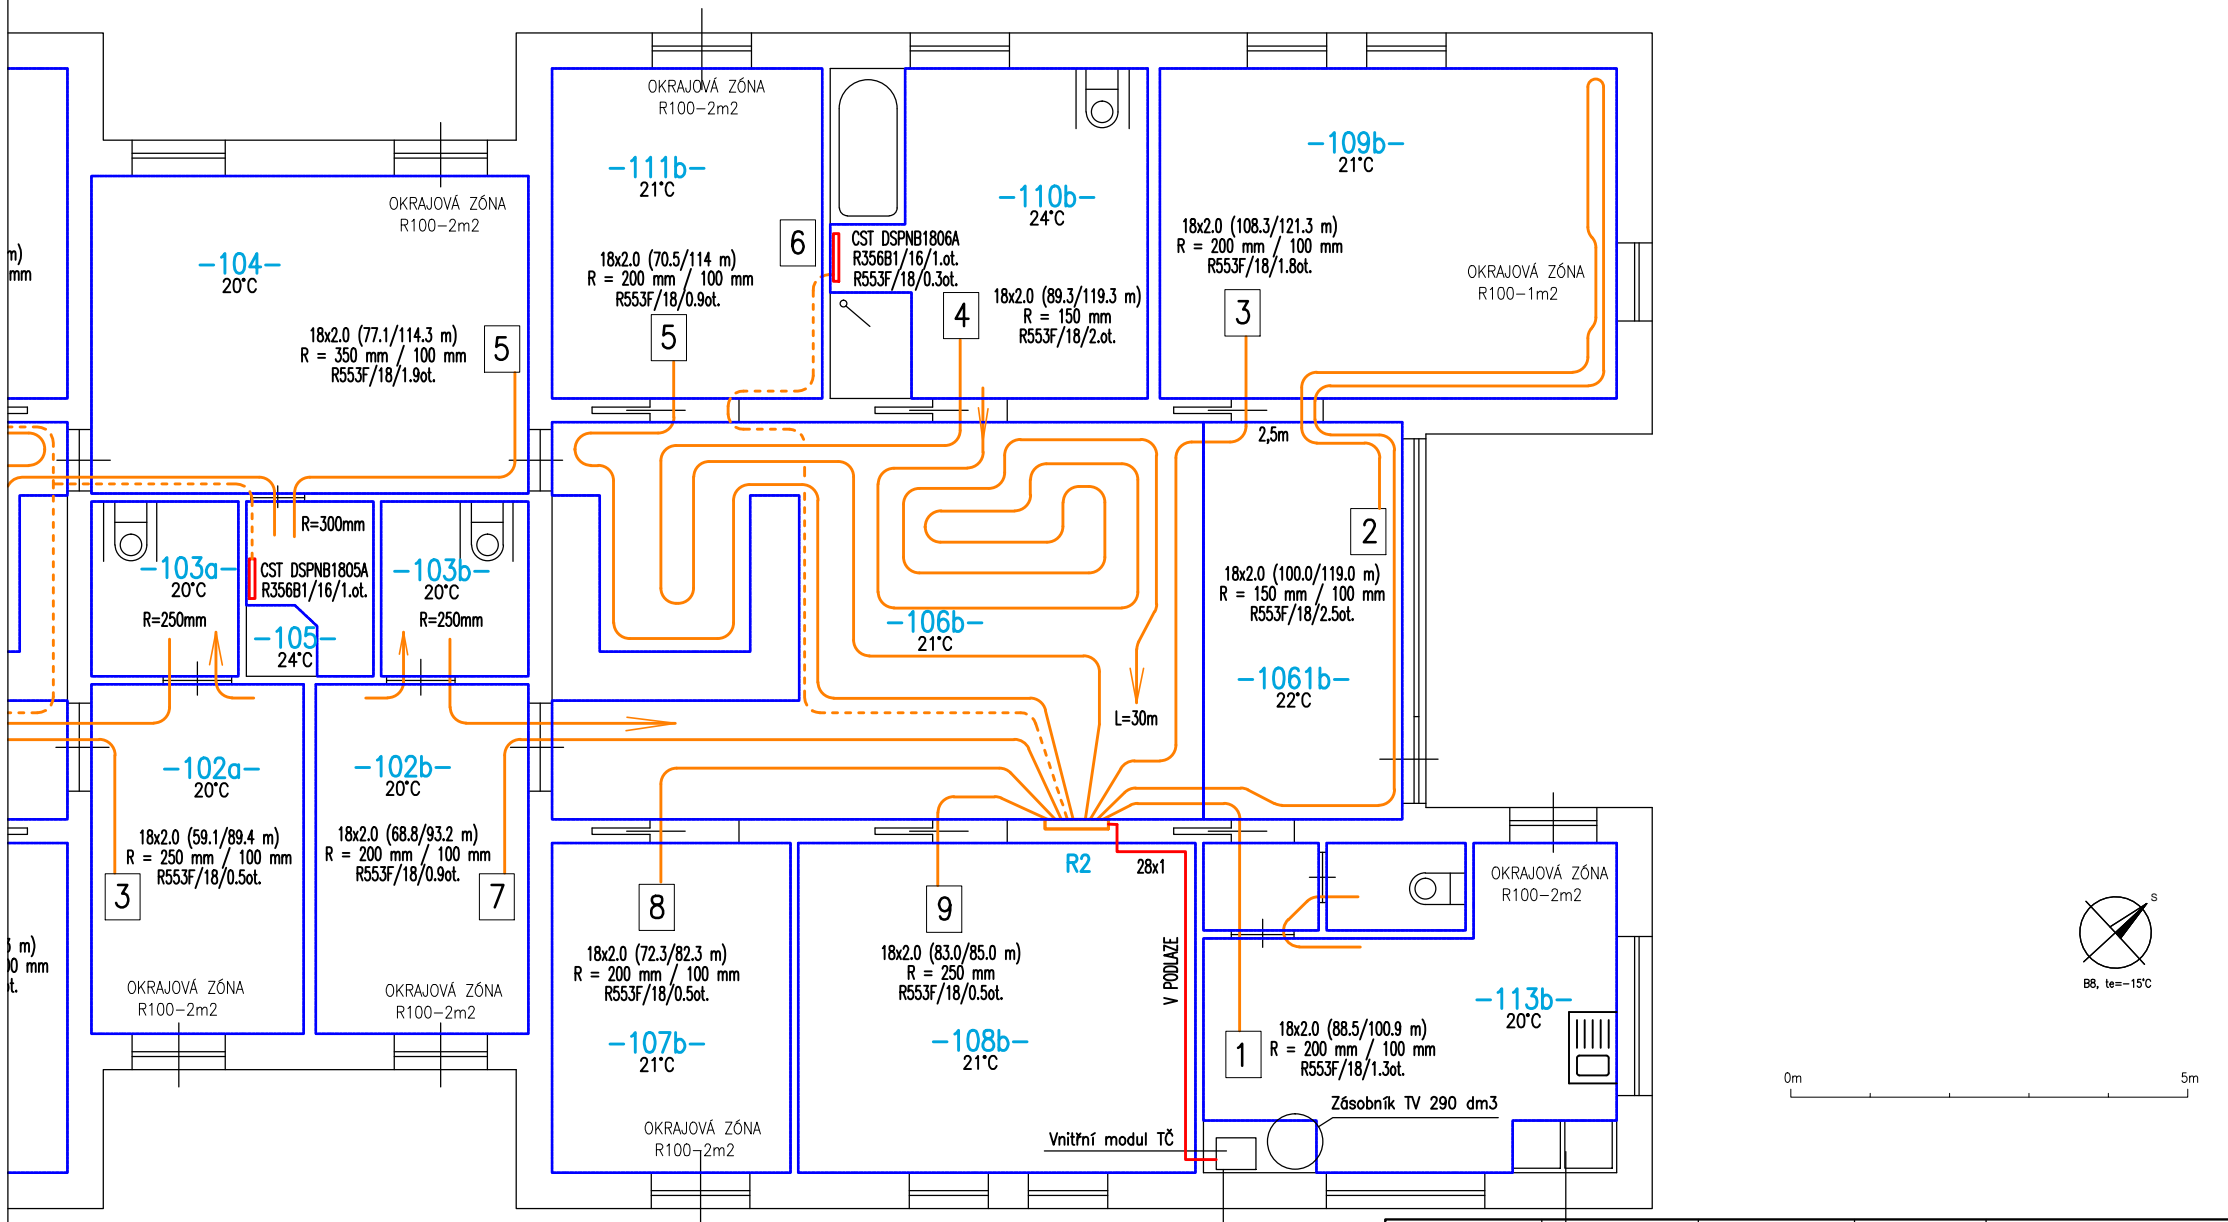 OKRAJOVÁ ZÓNA
R100-2m2
-111b-
21°C
18x2.0 (70.5/114 m)
R = 200 mm / 100 mm
R553F/18/0.9ot.
5
6
CST DSPNB1806A
R356B1/16/1.ot.
R553F/18/0.3ot.
-110b-
24°C
18x2.0 (89.3/119.3 m)
R = 150 mm
R553F/18/2.ot.
4
-109b-
21°C
18x2.0 (108.3/121.3 m)
R = 200 mm / 100 mm
R553F/18/1.8ot.
3
OKRAJOVÁ ZÓNA
R100-1m2
OKRAJOVÁ ZÓNA
R100-2m2
-104-
20°C
18x2.0 (77.1/114.3 m)
R = 350 mm / 100 mm
R553F/18/1.9ot.
5
m)
mm
2,5m
R=300mm
-103a-
20°C
R=250mm
CST DSPNB1805A
R356B1/16/1.ot.
-105-
24°C
-103b-
20°C
R=250mm
-106b-
21°C
L=30m
2
18x2.0 (100.0/119.0 m)
R = 150 mm / 100 mm
R553F/18/2.5ot.
-1061b-
22°C
-102a-
20°C
18x2.0 (59.1/89.4 m)
R = 250 mm / 100 mm
R553F/18/0.5ot.
3
OKRAJOVÁ ZÓNA
R100-2m2
-102b-
20°C
18x2.0 (68.8/93.2 m)
R = 200 mm / 100 mm
R553F/18/0.9ot.
7
OKRAJOVÁ ZÓNA
R100-2m2
m)
00 mm
t.
8
18x2.0 (72.3/82.3 m)
R = 200 mm / 100 mm
R553F/18/0.5ot.
-107b-
21°C
OKRAJOVÁ ZÓNA
R100-2m2
9
18x2.0 (83.0/85.0 m)
R = 250 mm
R553F/18/0.5ot.
-108b-
21°C
R2
28x1
V PODLAZE
Vnitřní modul TČ
OKRAJOVÁ ZÓNA
R100-2m2
-113b-
20°C
1
18x2.0 (88.5/100.9 m)
R = 200 mm / 100 mm
R553F/18/1.3ot.
Zásobník TV 290 dm3
S
B8, te=-15°C
0m
5m